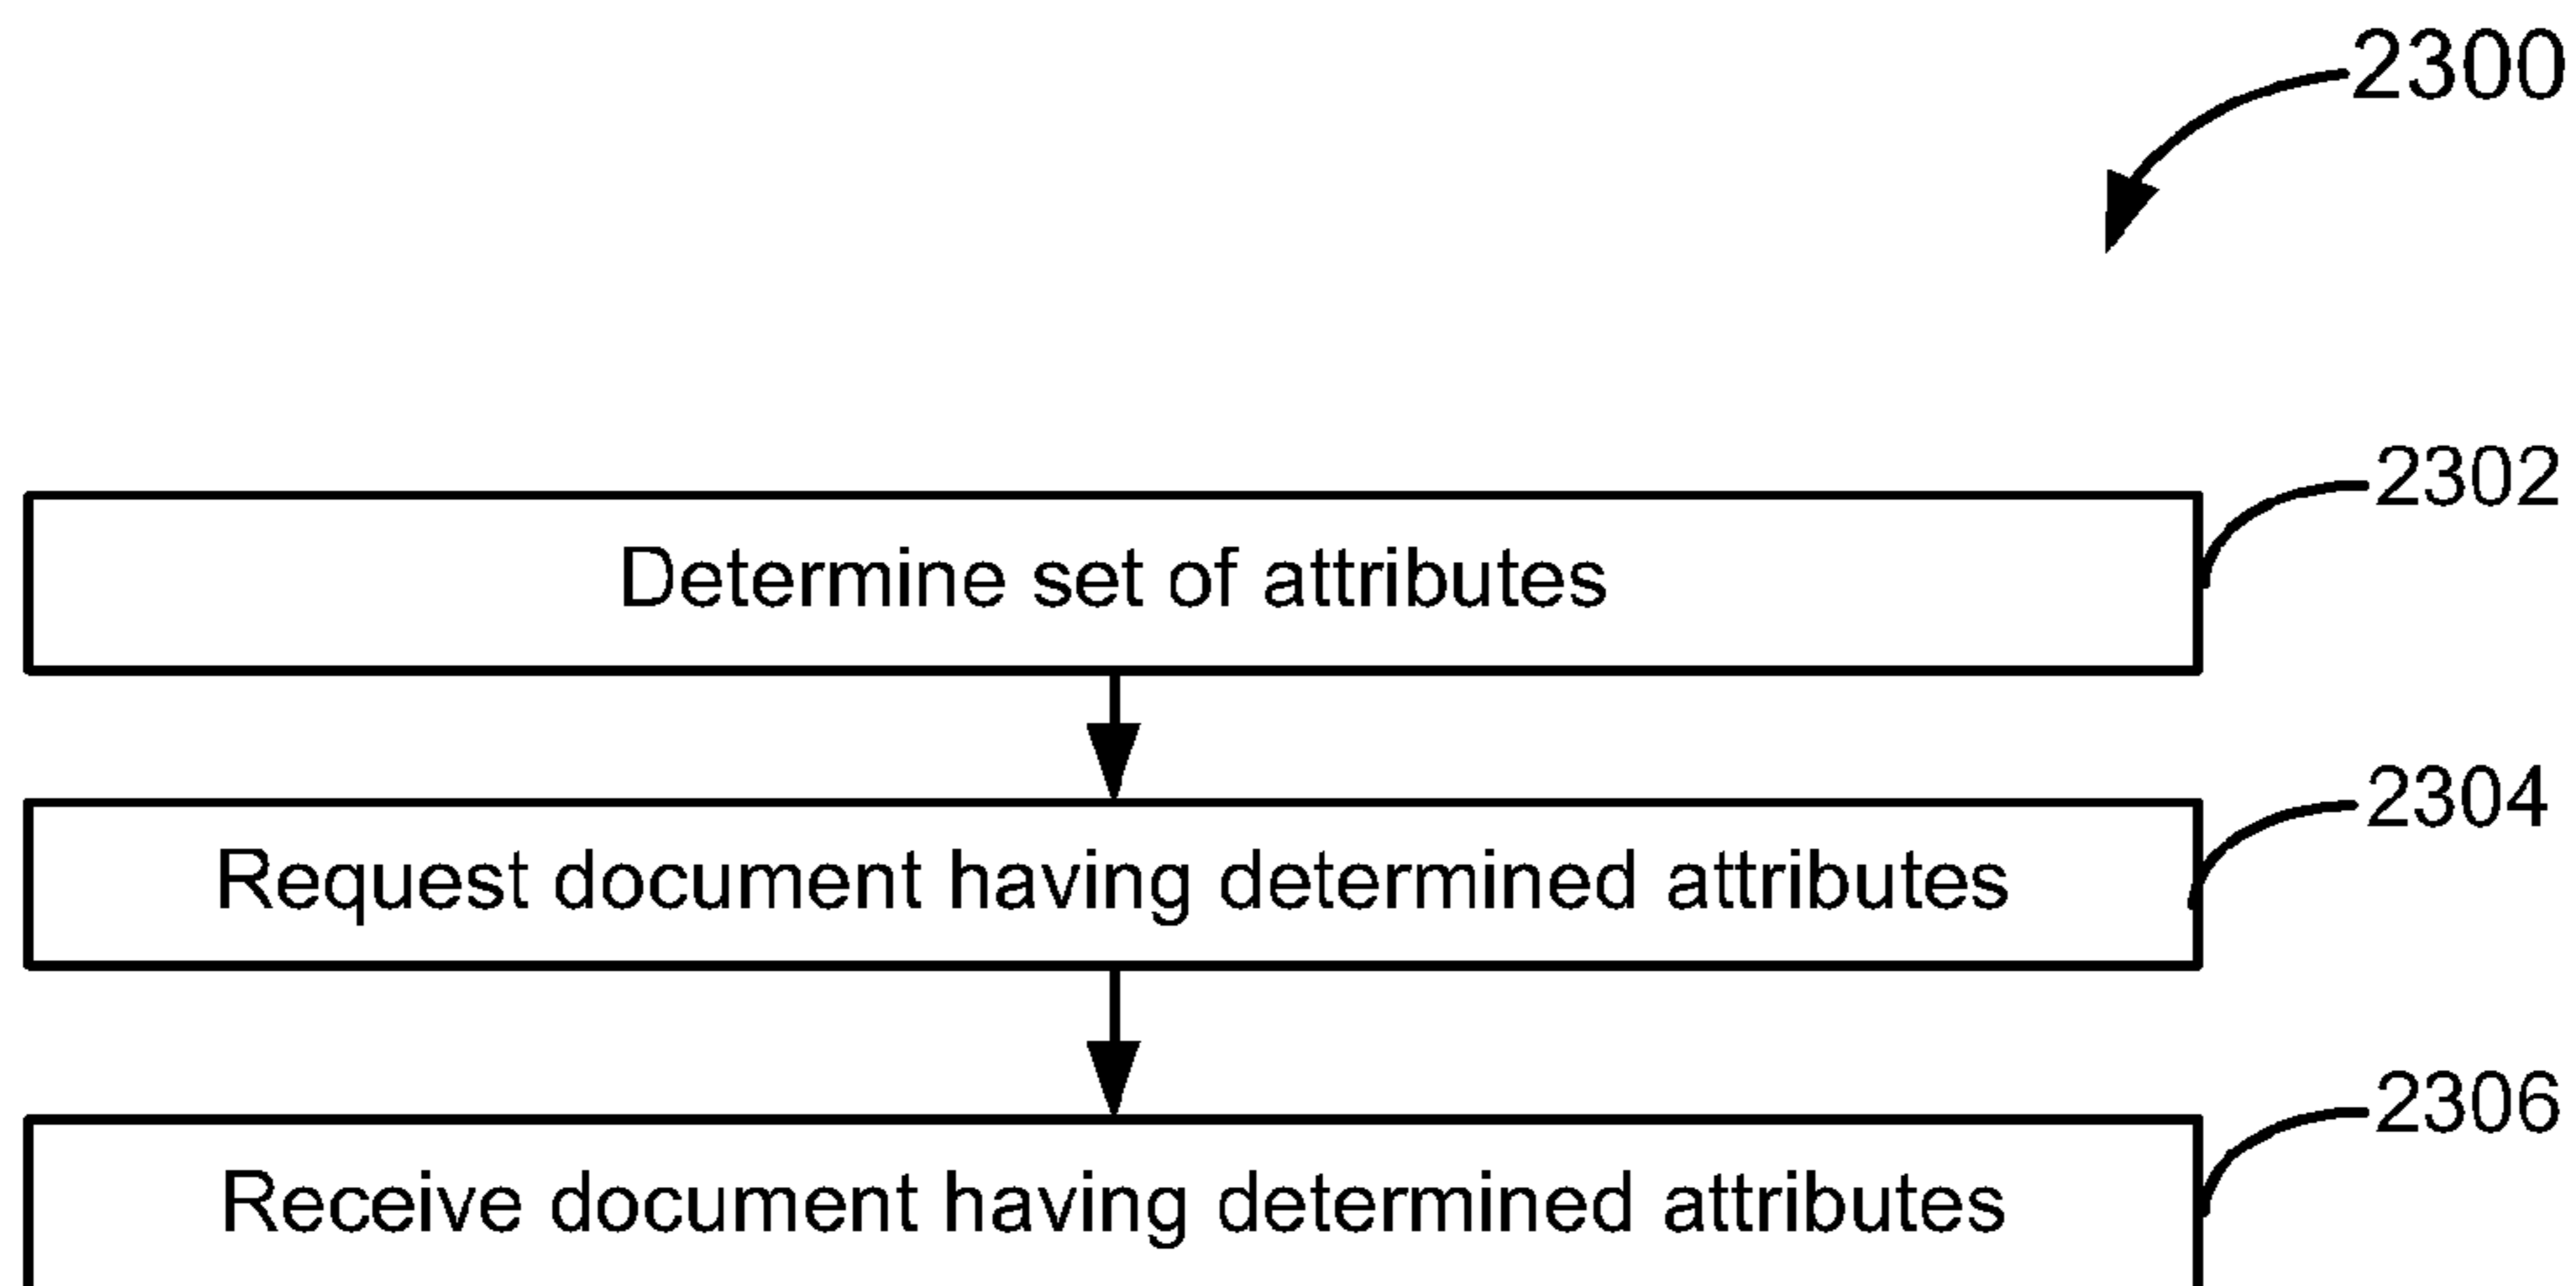 2300
2302
Determine set of attributes
2304
Request document having determined attributes
2306
Receive document having determined attributes